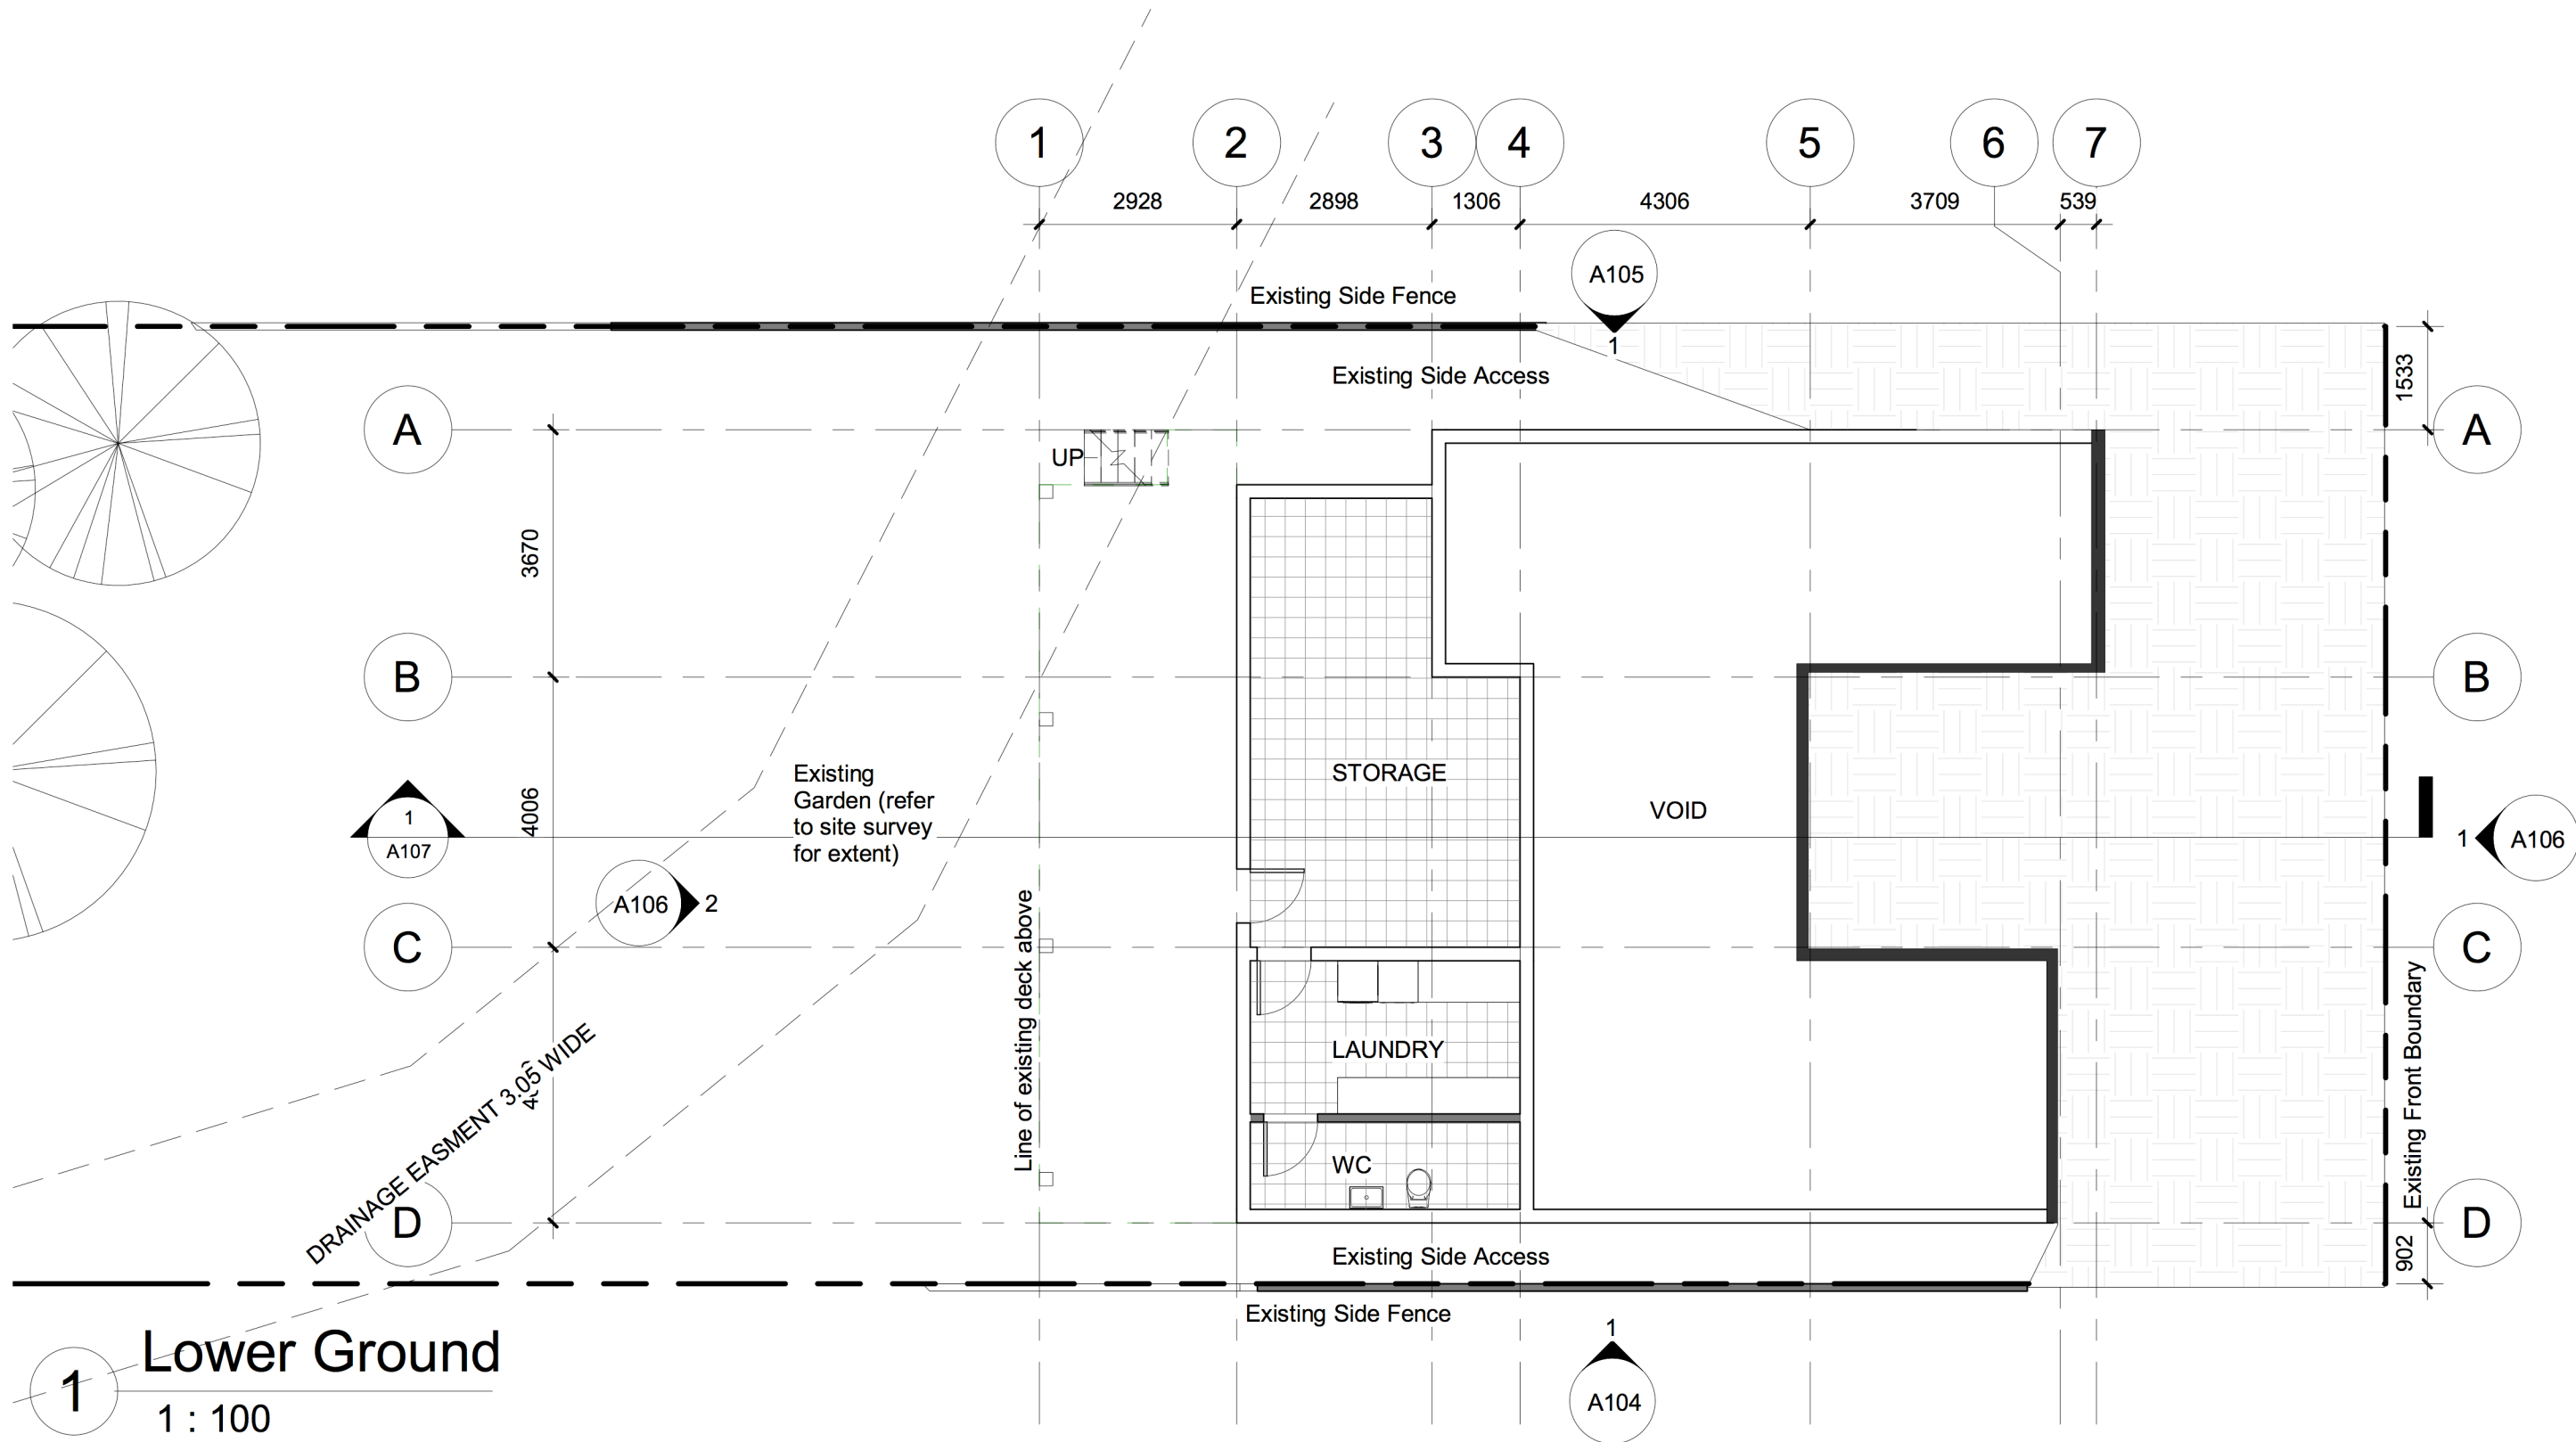 1 2 3 4 5 6 7
2928 2898 1306 4306 3709 539
A105
1
Existing Side Fence
Existing Side Access
1533
A
A
UP
3670
B
B
STORAGE
VOID
Existing
Garden (refer
to site survey
for extent)
4006
1
A107
1
A106
A106
2
C
C
Line of existing deck above
LAUNDRY
Existing Front Boundary
DRAINAGE EASMENT 3.05 WIDE
WC
D
D
902
Existing Side Access
Existing Side Fence
1
A104
1
Lower Ground
1 : 100